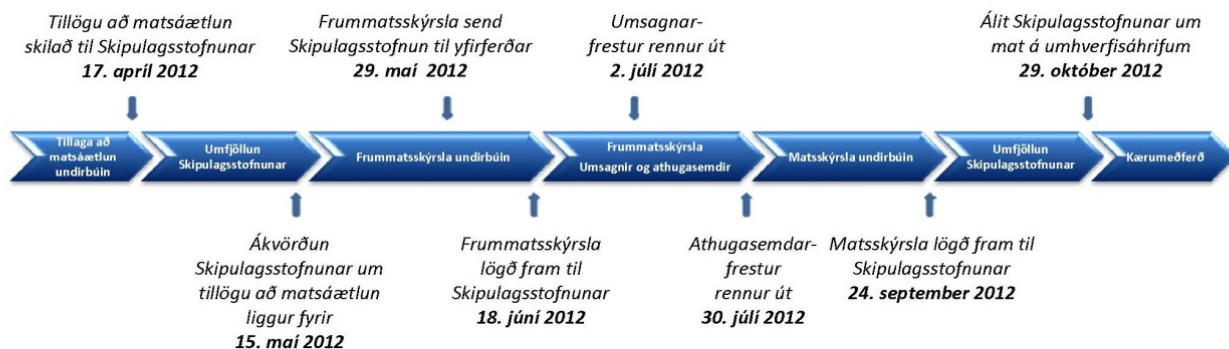 Tillögu að matsáætlun
skilað til Skipulagsstofnunar
17. apríl 2012
Frummatsskýrsla send
Skipulagsstofnun til yfirferðar
29. maí 2012
Umsagnar-
frestur rennur út
2. júlí 2012
Álit Skipulagsstofnunar um
mat á umhverfisáhrifum
29. október 2012
Tillaga að
matsáætlun
undirbúin
Umfjöllun
Skipulagsstofnunar
Frummatsskýrsla undirbúin
Frummatsskýrsla
Umsagnir og athugasemdir
Matsskýrsla undirbúin
Umfjöllun
Skipulagsstofnunar
Kærumeðferð
Ákvörðun
Skipulagsstofnunar um
tillögu að matsáætlun
liggur fyrir
15. maí 2012
Frummatsskýrsla
lögð fram til
Skipulagsstofnunar
18. júní 2012
Athugasemdar-
frestur
rennur út
30. júlí 2012
Matsskýrsla lögð fram til
Skipulagsstofnunar
24. september 2012